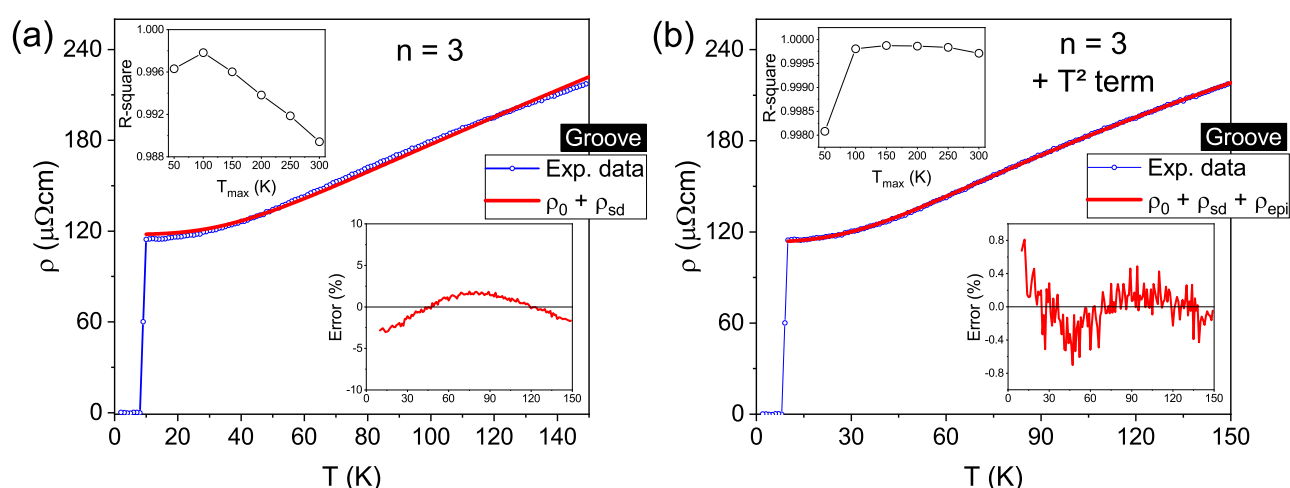 (a)
n = 3
R-square
1.000
0.996
0.992
0.988
50 100 150 200 250 300
Tmax (K)
Groove
Exp. data
ρ0 + ρsd
ρ (μΩcm)
240
180
120
60
0
Error (%)
10
5
0
-5
-10
0 30 60 90 120 150
0 20 40 60 80 100 120 140
T (K)
(b)
n = 3
+ T² term
R-square
1.0000
0.9995
0.9990
0.9985
0.9980
50 100 150 200 250 300
Tmax (K)
Groove
Exp. data
ρ0 + ρsd + ρepi
ρ (μΩcm)
240
180
120
60
0
Error (%)
0.8
0.4
0.0
-0.4
-0.8
0 30 60 90 120 150
0 30 60 90 120 150
T (K)